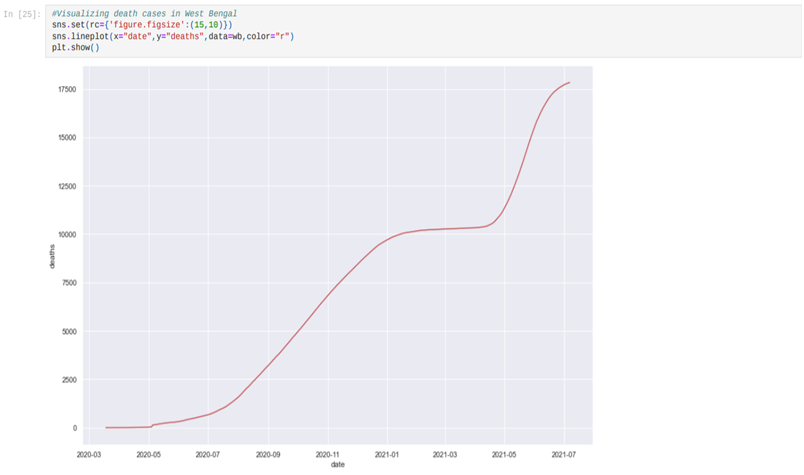 In [25]:
#Visualizing death cases in West Bengal
sns.set(rc={'figure.figsize':(15,10)})
sns.lineplot(x="date",y="deaths",data=wb,color="r")
plt.show()
17500
15000
12500
10000
7500
5000
2500
0
deaths
2020-03 2020-05 2020-07 2020-09 2020-11 2021-01 2021-03 2021-05 2021-07
date